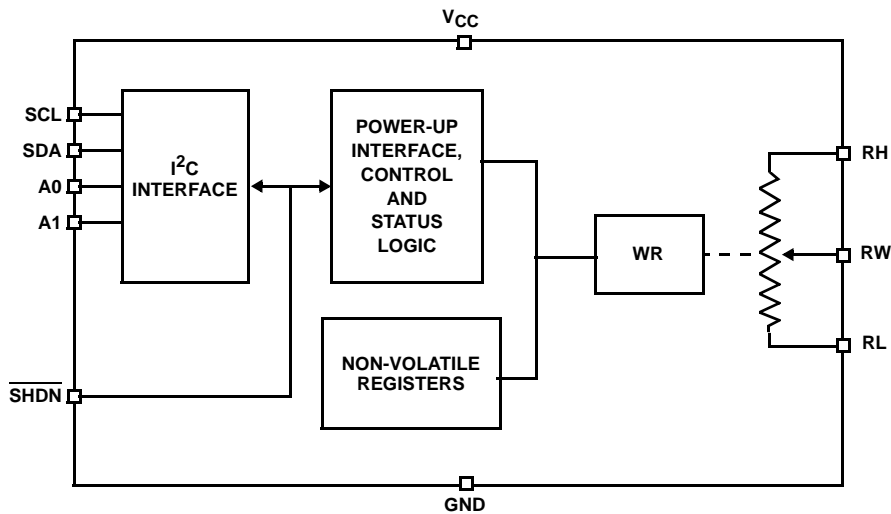 VCC
SCL
SDA
A0
A1
I²C
INTERFACE
POWER-UP
INTERFACE,
CONTROL
AND
STATUS
LOGIC
WR
RH
RW
RL
NON-VOLATILE
REGISTERS
SHDN
GND